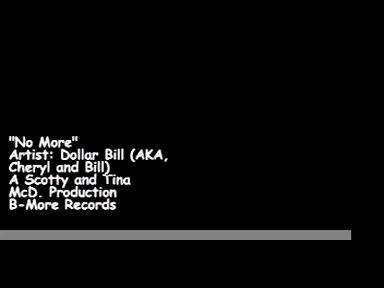 "No More"
Artist: Dollar Bill (AKA,
Cheryl and Bill)
A Scotty and Tina
McD. Production
B-More Records